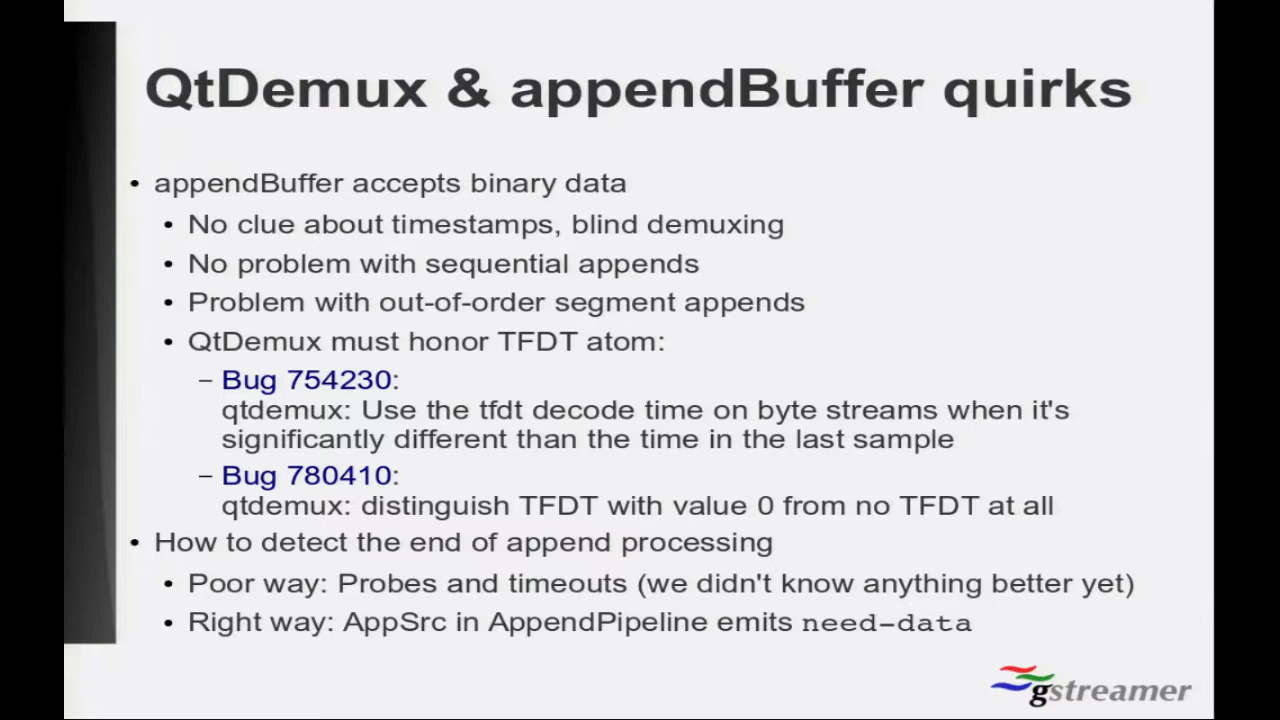 QtDemux & appendBuffer quirks
• appendBuffer accepts binary data
• No clue about timestamps, blind demuxing
• No problem with sequential appends
• Problem with out-of-order segment appends
• QtDemux must honor TFDT atom:
– Bug 754230:
qtdemux: Use the tfdt decode time on byte streams when it's
significantly different than the time in the last sample
– Bug 780410:
qtdemux: distinguish TFDT with value 0 from no TFDT at all
• How to detect the end of append processing
• Poor way: Probes and timeouts (we didn't know anything better yet)
• Right way: AppSrc in AppendPipeline emits need-data
gstreamer